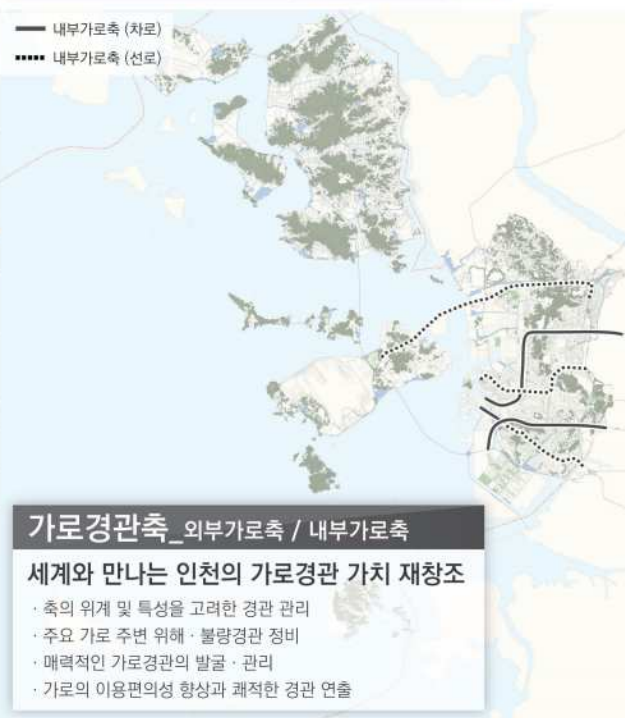 내부가로축 (차로)
내부가로축 (선로)
가로경관축_외부가로축 / 내부가로축
세계와 만나는 인천의 가로경관 가치 재창조
· 축의 위계 및 특성을 고려한 경관 관리
· 주요 가로 주변 위해 · 불량경관 정비
· 매력적인 가로경관의 발굴 · 관리
· 가로의 이용편의성 향상과 쾌적한 경관 연출